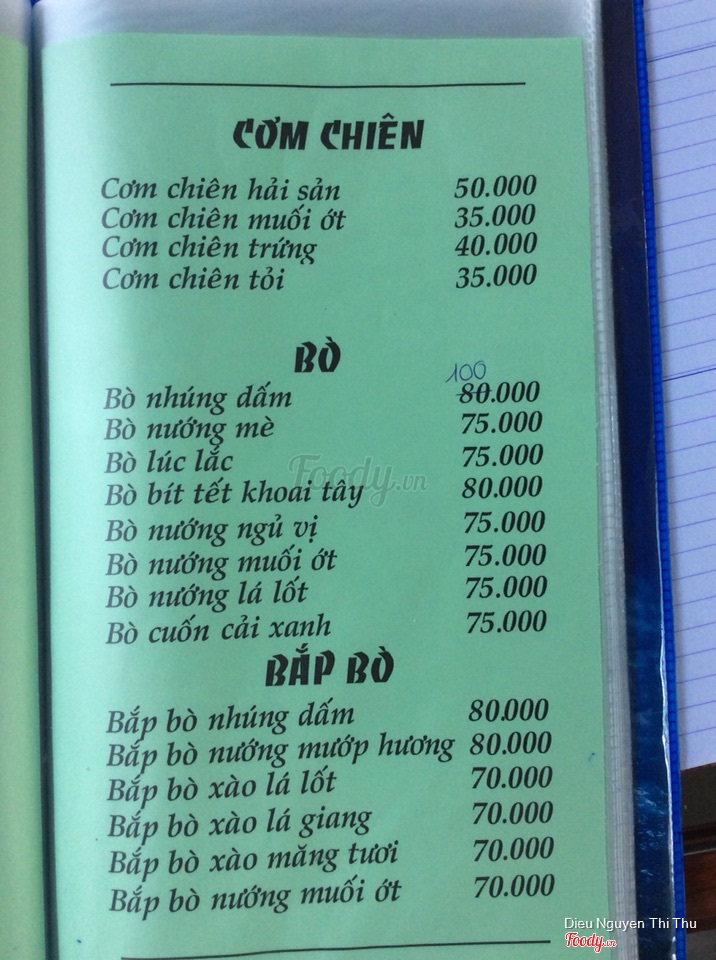 CƠM CHIÊN
Cơm chiên hải sản 50.000
Cơm chiên muối ớt 35.000
Cơm chiên trứng 40.000
Cơm chiên tỏi 35.000
BÒ
100
Bò nhúng dấm 80.000
Bò nướng mè 75.000
Bò lúc lắc 75.000
Foody.vn
Bò bít tết khoai tây 80.000
Bò nướng ngủ vị 75.000
Bò nướng muối ớt 75.000
Bò nướng lá lốt 75.000
Bò cuốn cải xanh 75.000
BẮP BÒ
Bắp bò nhúng dấm 80.000
Bắp bò nướng mướp hương 80.000
Bắp bò xào lá lốt 70.000
Bắp bò xào lá giang 70.000
Bắp bò xào măng tươi 70.000
Bắp bò nướng muối ớt 70.000
Dieu Nguyen Thi Thu
Foody.vn